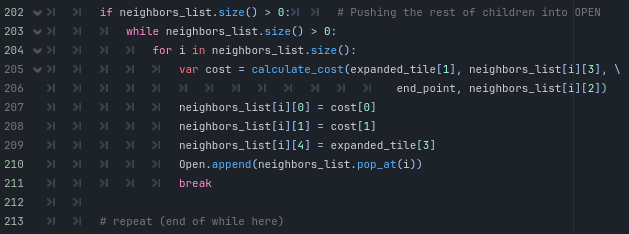 202 if neighbors_list.size() > 0: # Pushing the rest of children into OPEN
203 while neighbors_list.size() > 0:
204 for i in neighbors_list.size():
205 var cost = calculate_cost(expanded_tile[1], neighbors_list[i][3], \
206 end_point, neighbors_list[i][2])
207 neighbors_list[i][0] = cost[0]
208 neighbors_list[i][1] = cost[1]
209 neighbors_list[i][4] = expanded_tile[3]
210 Open.append(neighbors_list.pop_at(i))
211 break
212
213 # repeat (end of while here)